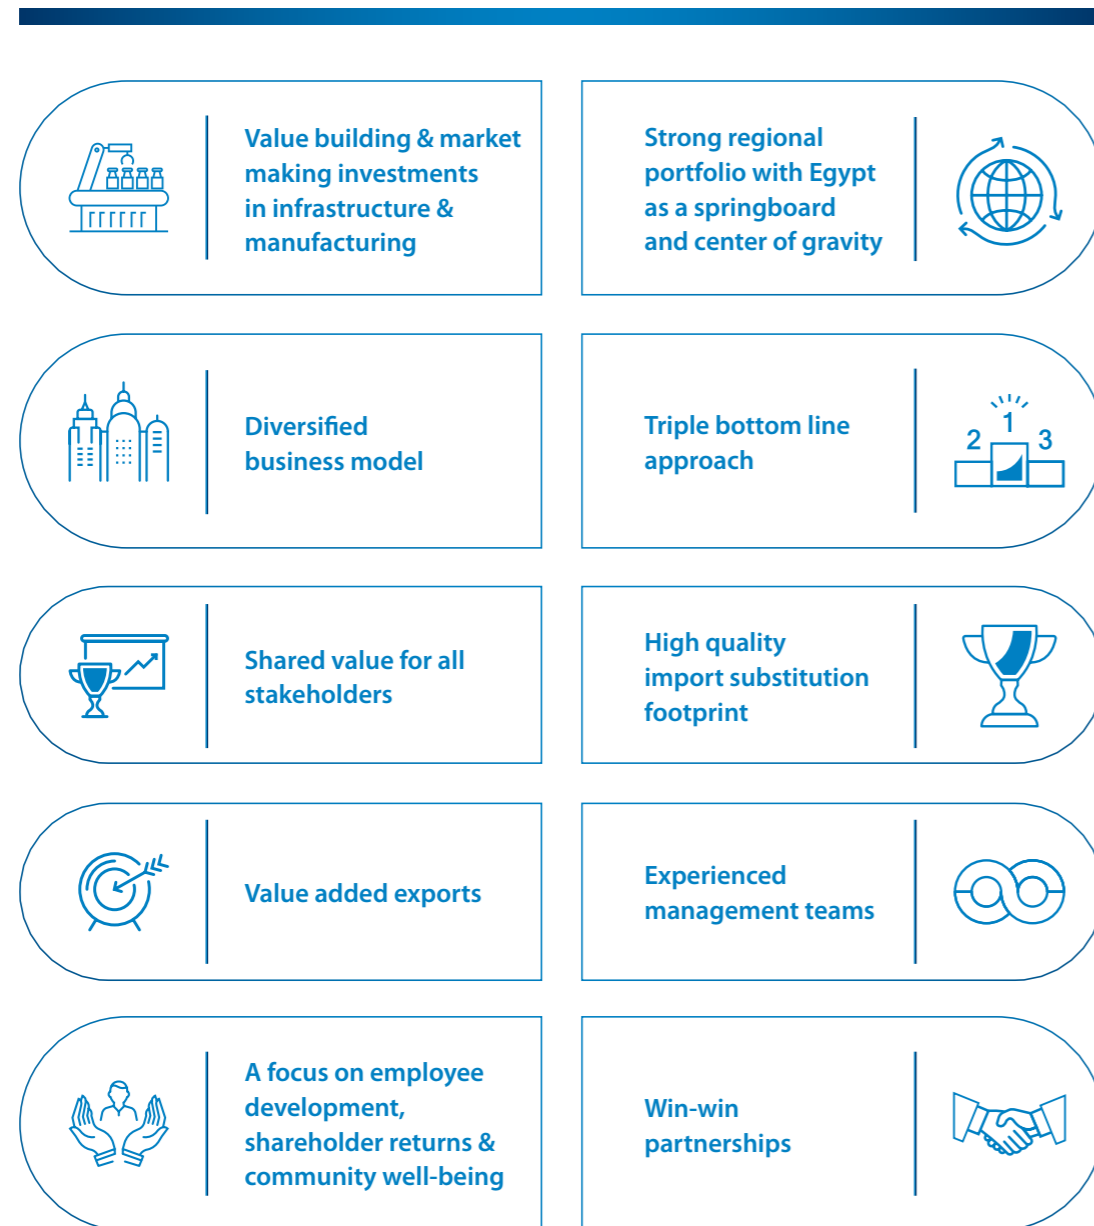 Value building & market
making investments
in infrastructure &
manufacturing
Strong regional
portfolio with Egypt
as a springboard
and center of gravity
Diversified
business model
Triple bottom line
approach
1
2
3
Shared value for all
stakeholders
High quality
import substitution
footprint
Value added exports
Experienced
management teams
A focus on employee
development,
shareholder returns &
community well-being
Win-win
partnerships